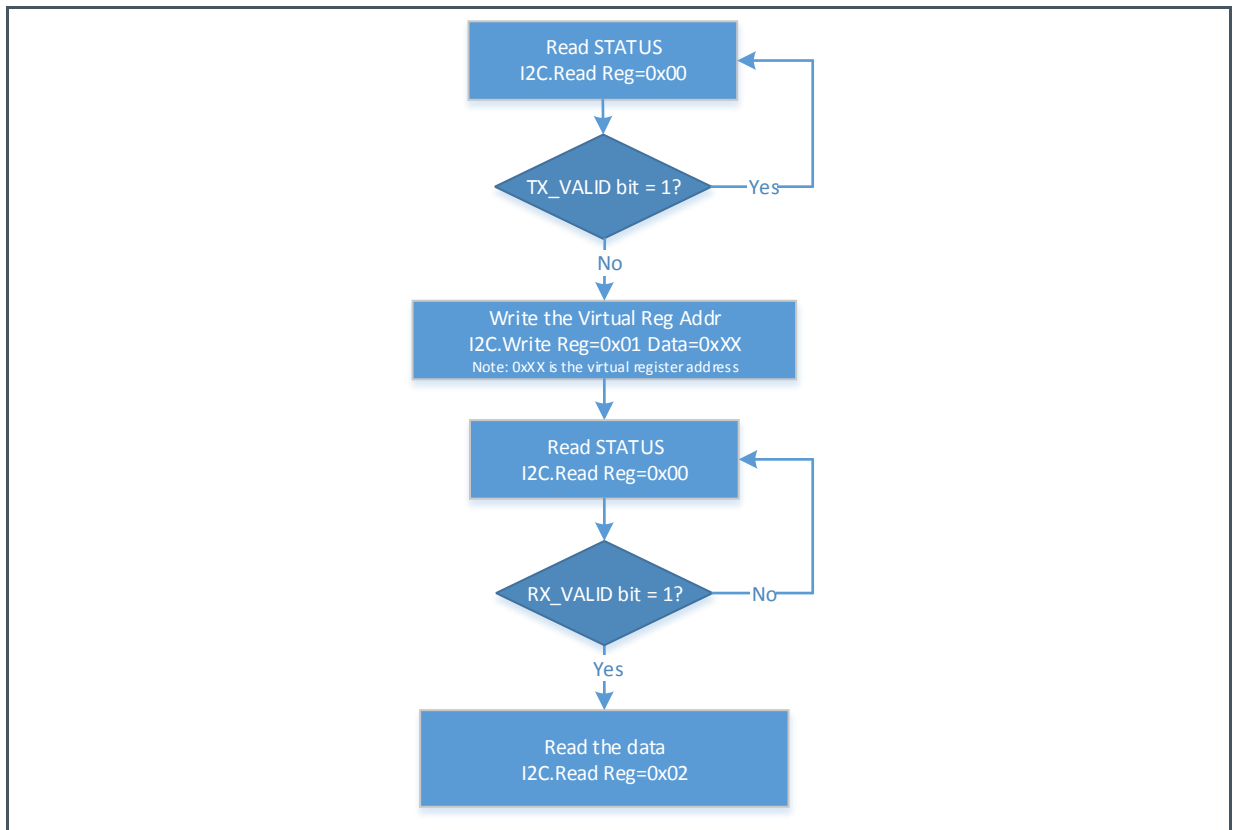 Read STATUS
I2C.Read Reg=0x00
TX_VALID bit = 1?
Yes
No
Write the Virtual Reg Addr
I2C.Write Reg=0x01 Data=0xXX
Note: 0xXX is the virtual register address
Read STATUS
I2C.Read Reg=0x00
RX_VALID bit = 1?
No
Yes
Read the data
I2C.Read Reg=0x02